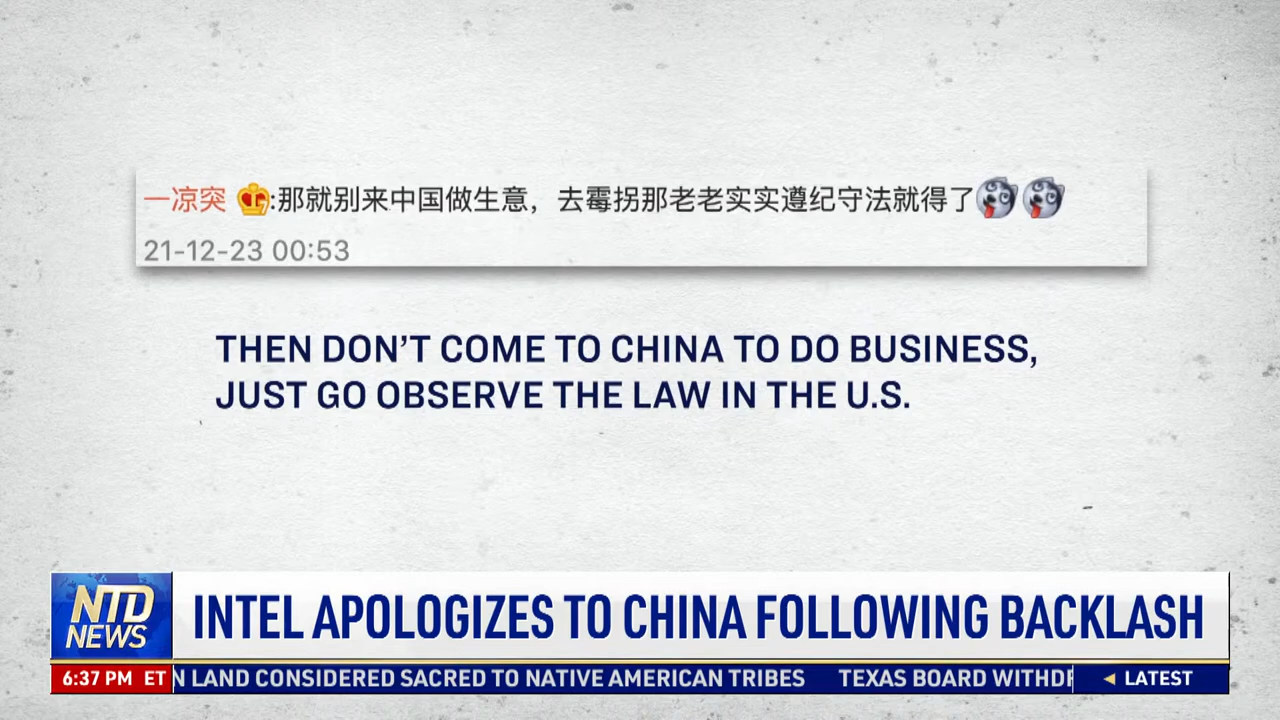 一凉突 :那就别来中国做生意，去霉拐那老老实实遵纪守法就得了
21-12-23 00:53
THEN DON'T COME TO CHINA TO DO BUSINESS,
JUST GO OBSERVE THE LAW IN THE U.S.
NTD
NEWS
INTEL APOLOGIZES TO CHINA FOLLOWING BACKLASH
6:37 PM ET
N LAND CONSIDERED SACRED TO NATIVE AMERICAN TRIBES TEXAS BOARD WITHD
◄ LATEST